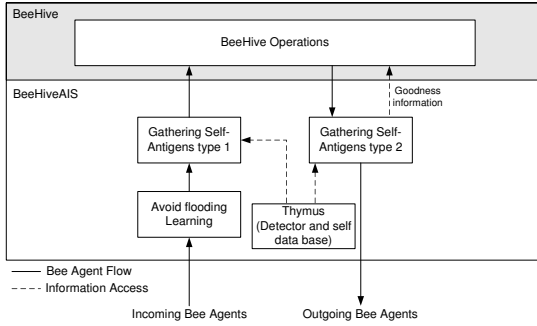 BeeHive
BeeHive Operations
BeeHiveAIS
Goodness
information
Gathering Self-
Antigens type 1
Gathering Self-
Antigens type 2
Avoid flooding
Learning
Thymus
(Detector and self
data base)
Bee Agent Flow
Information Access
Incoming Bee Agents
Outgoing Bee Agents